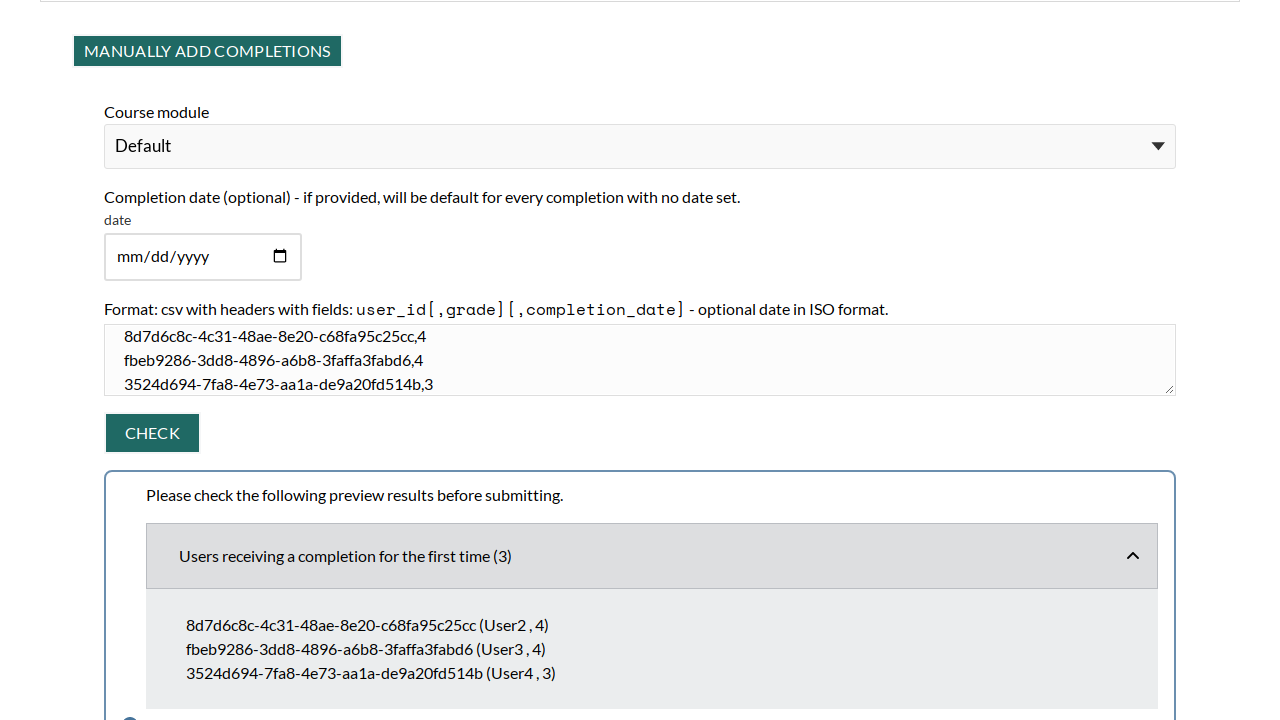 MANUALLY ADD COMPLETIONS
Course module
Default
Completion date (optional) - if provided, will be default for every completion with no date set.
date
mm/dd/yyyy
Format: csv with headers with fields: user_id[,grade][,completion_date] - optional date in ISO format.
8d7d6c8c-4c31-48ae-8e20-c68fa95c25cc,4
fbeb9286-3dd8-4896-a6b8-3faffa3fabd6,4
3524d694-7fa8-4e73-aa1a-de9a20fd514b,3
CHECK
Please check the following preview results before submitting.
Users receiving a completion for the first time (3)
8d7d6c8c-4c31-48ae-8e20-c68fa95c25cc (User2 , 4)
fbeb9286-3dd8-4896-a6b8-3faffa3fabd6 (User3 , 4)
3524d694-7fa8-4e73-aa1a-de9a20fd514b (User4 , 3)